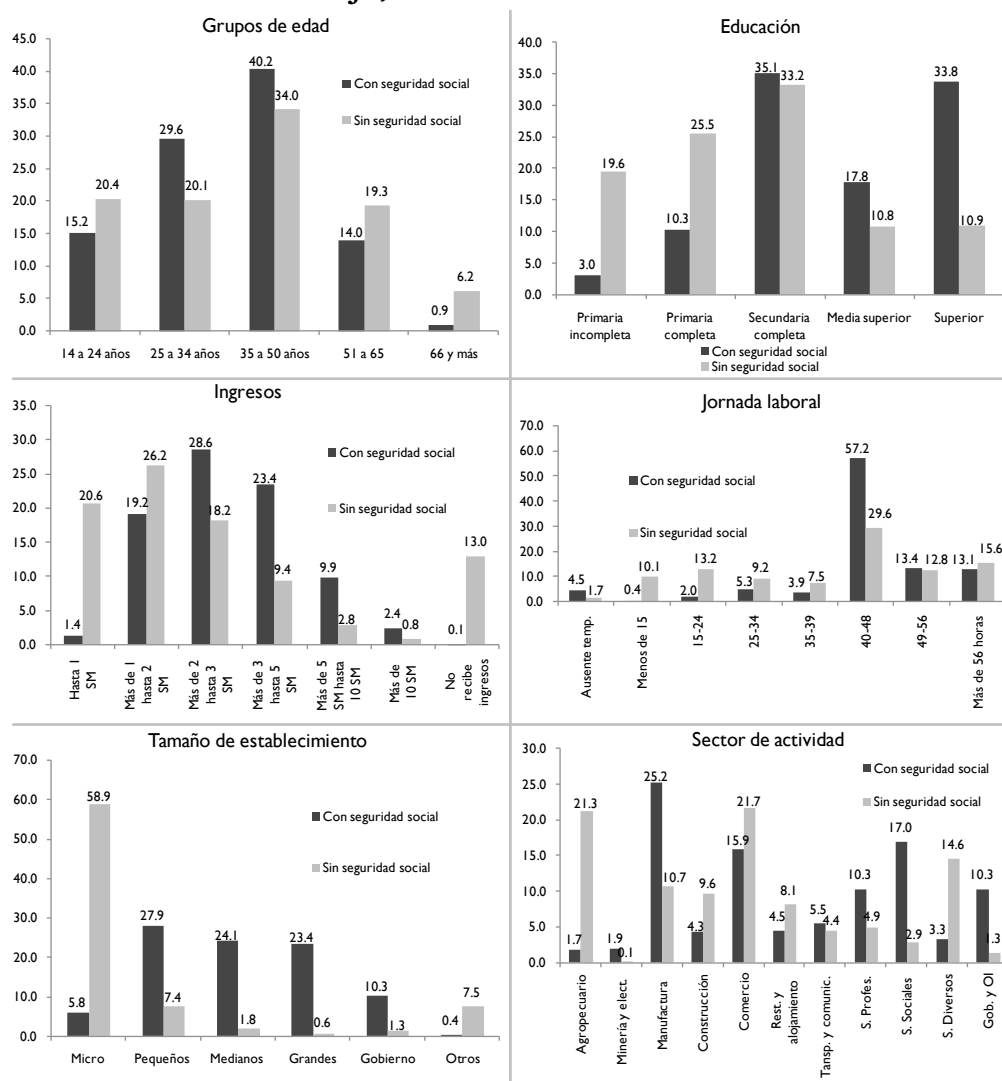 Grupos de edad
45.0
40.0
35.0
30.0
25.0
20.0
15.0
10.0
5.0
0.0
15.2
20.4
29.6
20.1
40.2
34.0
14.0
19.3
0.9
6.2
Con seguridad social
Sin seguridad social
14 a 24 años
25 a 34 años
35 a 50 años
51 a 65
66 y más
Educación
40.0
35.0
30.0
25.0
20.0
15.0
10.0
5.0
0.0
3.0
19.6
10.3
25.5
35.1
33.2
17.8
10.8
33.8
10.9
Primaria
incompleta
Primaria
completa
Secundaria
completa
Media superior
Superior
Con seguridad social
Sin seguridad social
Ingresos
35.0
30.0
25.0
20.0
15.0
10.0
5.0
0.0
1.4
20.6
19.2
26.2
28.6
18.2
23.4
9.4
9.9
2.8
2.4
0.8
0.1
13.0
Con seguridad social
Sin seguridad social
Hasta 1
SM
Más de 1
hasta 2 SM
Más de 2
hasta 3 SM
Más de 3
hasta 5 SM
Más de 5
SM hasta
10 SM
Más de
10 SM
No
recibe
ingresos
Jornada laboral
70.0
60.0
50.0
40.0
30.0
20.0
10.0
0.0
4.5
1.7
0.4
10.1
2.0
13.2
5.3
9.2
3.9
7.5
57.2
29.6
13.4
12.8
13.1
15.6
Con seguridad social
Sin seguridad social
Ausente temp.
Menos de 15
15-24
25-34
35-39
40-48
49-56
Más de 56 horas
Tamaño de establecimiento
70.0
60.0
50.0
40.0
30.0
20.0
10.0
0.0
5.8
58.9
27.9
7.4
24.1
1.8
23.4
0.6
10.3
1.3
0.4
7.5
Con seguridad social
Sin seguridad social
Micro
Pequeños
Medianos
Grandes
Gobierno
Otros
Sector de actividad
30.0
25.0
20.0
15.0
10.0
5.0
0.0
1.7
21.3
1.9
0.1
25.2
10.7
4.3
9.6
15.9
21.7
4.5
8.1
5.5
4.4
10.3
4.9
17.0
2.9
3.3
14.6
10.3
1.3
Con seguridad social
Sin seguridad social
Agropecuario
Minería y elect.
Manufactura
Construcción
Comercio
Rest. y
alojamiento
Tansp. y comunic.
S. Profes.
S. Sociales
S. Diversos
Gob. y OI